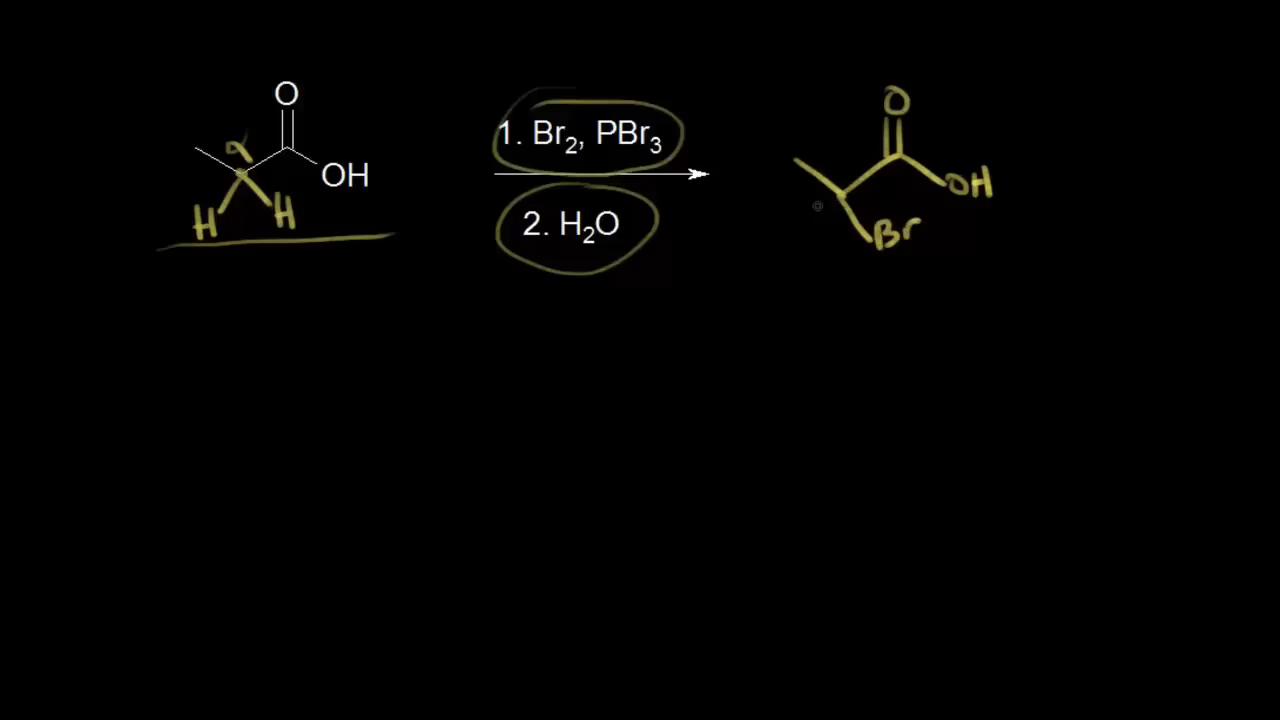 O
α
OH
H H
1. Br₂, PBr₃
2. H₂O
O
OH
Br